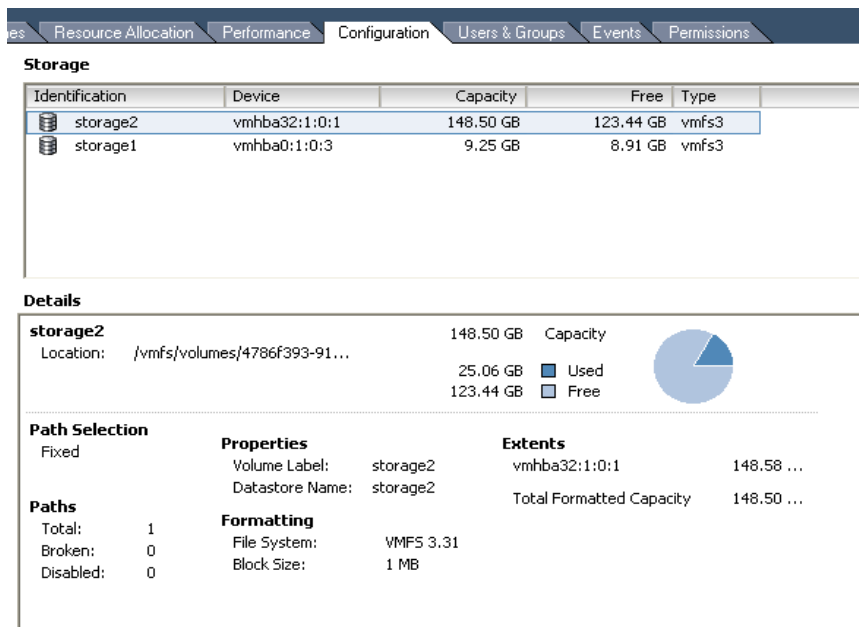 Resource Allocation Performance Configuration Users & Groups Events Permissions
Storage
Identification Device Capacity Free Type
storage2 vmhba32:1:0:1 148.50 GB 123.44 GB vmfs3
storage1 vmhba0:1:0:3 9.25 GB 8.91 GB vmfs3
Details
storage2 148.50 GB Capacity
Location: /vmfs/volumes/4786f393-91...
25.06 GB Used
123.44 GB Free
Path Selection
Fixed
Paths
Total: 1
Broken: 0
Disabled: 0
Properties
Volume Label: storage2
Datastore Name: storage2
Formatting
File System: VMFS 3.31
Block Size: 1 MB
Extents
vmhba32:1:0:1 148.58 ...
Total Formatted Capacity 148.50 ...